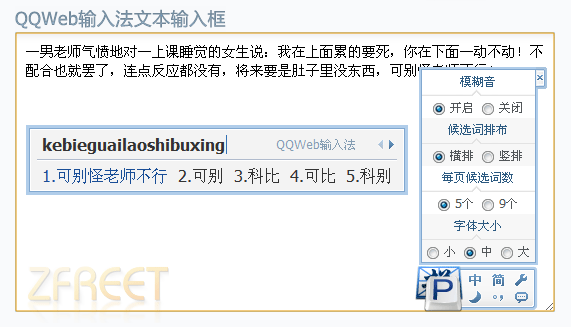 QQWeb输入法文本输入框
一男老师气愤地对一上课睡觉的女生说：我在上面累的要死，你在下面一动不动！不
配合也就罢了，连点反应都没有，将来要是肚子里没东西，可别怪老师不行！
模糊音
开启 关闭
候选词排布
横排 竖排
每页候选词数
5个 9个
字体大小
小 中 大
kebieguailaoshibuxing
QQWeb输入法
1.可别怪老师不行 2.可别 3.科比 4.可比 5.科别
P 中 简
ZFREET